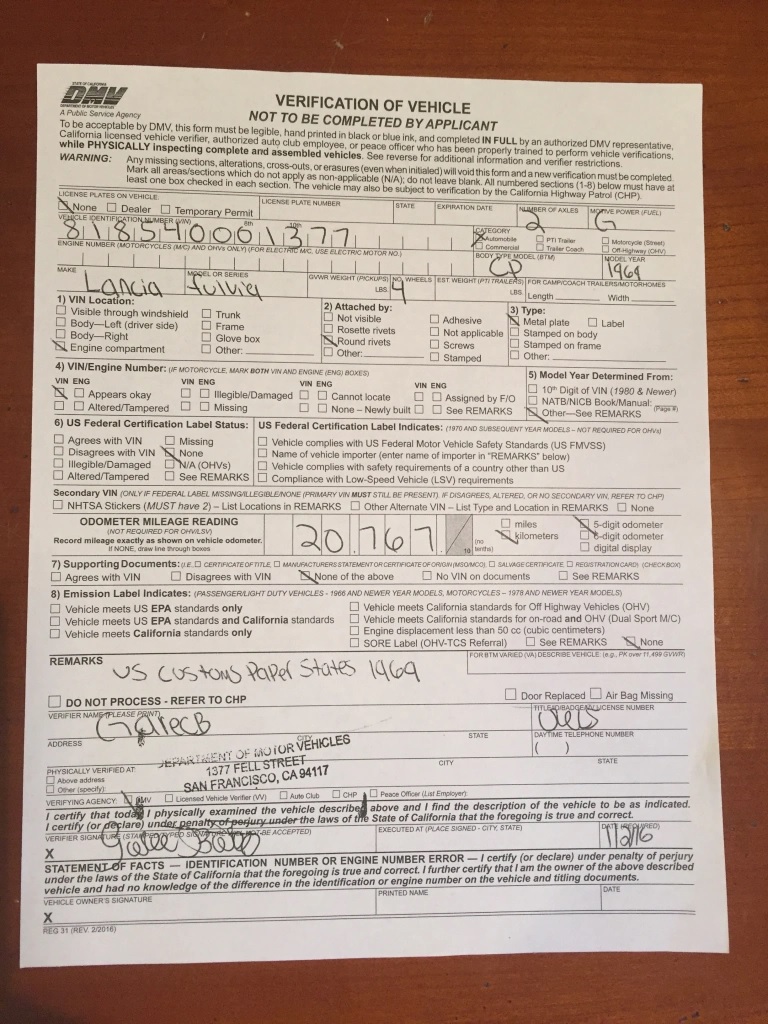 STATE OF CALIFORNIA
DMV
DEPARTMENT OF MOTOR VEHICLES
A Public Service Agency
VERIFICATION OF VEHICLE
NOT TO BE COMPLETED BY APPLICANT
To be acceptable by DMV, this form must be legible, hand printed in black or blue ink, and completed IN FULL by an authorized DMV representative,
California licensed vehicle verifier, authorized auto club employee, or peace officer who has been properly trained to perform vehicle verifications,
while PHYSICALLY inspecting complete and assembled vehicles. See reverse for additional information and verifier restrictions.
WARNING: Any missing sections, alterations, cross-outs, or erasures (even when initialed) will void this form and a new verification must be completed.
Mark all areas/sections which do not apply as non-applicable (N/A); do not leave blank. All numbered sections (1-8) below must have at
least one box checked in each section. The vehicle may also be subject to verification by the California Highway Patrol (CHP).
LICENSE PLATES ON VEHICLE: LICENSE PLATE NUMBER STATE EXPIRATION DATE NUMBER OF AXLES MOTIVE POWER (FUEL)
None Dealer Temporary Permit 2 G
VEHICLE IDENTIFICATION NUMBER (VIN) 8th 10th CATEGORY
818540001377 Automobile PTI Trailer Motorcycle (Street)
Commercial Trailer Coach Off-Highway (OHV)
ENGINE NUMBER (MOTORCYCLES (M/C) AND OHVs ONLY) (FOR ELECTRIC M/C, USE ELECTRIC MOTOR NO.) BODY TYPE MODEL (BTM) MODEL YEAR
CP 1969
MAKE MODEL OR SERIES GVWR WEIGHT (PICKUPS) NO. WHEELS EST. WEIGHT (PTI TRAILERS) FOR CAMP/COACH TRAILERS/MOTORHOMES
Lancia fulvia LBS. 4 LBS. Length Width
1) VIN Location: 2) Attached by: 3) Type:
Visible through windshield Trunk Not visible Adhesive Metal plate Label
Body—Left (driver side) Frame Rosette rivets Not applicable Stamped on body
Body—Right Glove box Round rivets Screws Stamped on frame
Engine compartment Other: Other: Stamped Other:
4) VIN/Engine Number: (IF MOTORCYCLE, MARK BOTH VIN AND ENGINE (ENG) BOXES) 5) Model Year Determined From:
VIN ENG VIN ENG VIN ENG VIN ENG 10th Digit of VIN (1980 & Newer)
Appears okay Illegible/Damaged Cannot locate Assigned by F/O NATB/NICB Book/Manual: (Page #)
Altered/Tampered Missing None – Newly built See REMARKS Other—See REMARKS
6) US Federal Certification Label Status: US Federal Certification Label Indicates: (1970 AND SUBSEQUENT YEAR MODELS – NOT REQUIRED FOR OHVs)
Agrees with VIN Missing Vehicle complies with US Federal Motor Vehicle Safety Standards (US FMVSS)
Disagrees with VIN None Name of vehicle importer (enter name of importer in "REMARKS" below)
Illegible/Damaged N/A (OHVs) Vehicle complies with safety requirements of a country other than US
Altered/Tampered See REMARKS Compliance with Low-Speed Vehicle (LSV) requirements
Secondary VIN (ONLY IF FEDERAL LABEL MISSING/ILLEGIBLE/NONE (PRIMARY VIN MUST STILL BE PRESENT). IF DISAGREES, ALTERED, OR NO SECONDARY VIN, REFER TO CHP)
NHTSA Stickers (MUST have 2) – List Locations in REMARKS Other Alternate VIN – List Type and Location in REMARKS None
ODOMETER MILEAGE READING
(NOT REQUIRED FOR OHV/LSV)
Record mileage exactly as shown on vehicle odometer.
If NONE, draw line through boxes
20,767 10 (no tenths)
miles 5-digit odometer
kilometers 6-digit odometer
digital display
7) Supporting Documents: (I.E. CERTIFICATE OF TITLE, MANUFACTURERS STATEMENT OR CERTIFICATE OF ORIGIN (MSO/MCO) SALVAGE CERTIFICATE REGISTRATION CARD) (CHECK BOX)
Agrees with VIN Disagrees with VIN None of the above No VIN on documents See REMARKS
8) Emission Label Indicates: (PASSENGER/LIGHT DUTY VEHICLES - 1966 AND NEWER YEAR MODELS, MOTORCYCLES – 1978 AND NEWER YEAR MODELS)
Vehicle meets US EPA standards only Vehicle meets California standards for Off Highway Vehicles (OHV)
Vehicle meets US EPA and California standards Vehicle meets California standards for on-road and OHV (Dual Sport M/C)
Vehicle meets California standards only Engine displacement less than 50 cc (cubic centimeters)
SORE Label (OHV-TCS Referral) See REMARKS None
REMARKS FOR BTM VARIED (VA) DESCRIBE VEHICLE: (e.g., PK over 11,499 GVWR)
US Customs Paper States 1969
DO NOT PROCESS - REFER TO CHP Door Replaced Air Bag Missing
VERIFIER NAME (PLEASE PRINT) TITLE/ID/BADGE/VV LICENSE NUMBER
ADDRESS CITY STATE DAYTIME TELEPHONE NUMBER
( )
DEPARTMENT OF MOTOR VEHICLES
1377 FELL STREET
SAN FRANCISCO, CA 94117
PHYSICALLY VERIFIED AT: CITY STATE
Above address
Other (specify):
VERIFYING AGENCY: DMV Licensed Vehicle Verifier (VV) Auto Club CHP Peace Officer (List Employer):
I certify that today I physically examined the vehicle described above and I find the description of the vehicle to be as indicated.
I certify (or declare) under penalty of perjury under the laws of the State of California that the foregoing is true and correct.
VERIFIER SIGNATURE (STAMPED/TYPED SIGNATURE WILL NOT BE ACCEPTED) EXECUTED AT (PLACE SIGNED - CITY, STATE) DATE (REQUIRED)
X
STATEMENT OF FACTS — IDENTIFICATION NUMBER OR ENGINE NUMBER ERROR — I certify (or declare) under penalty of perjury
under the laws of the State of California that the foregoing is true and correct. I further certify that I am the owner of the above described
vehicle and had no knowledge of the difference in the identification or engine number on the vehicle and titling documents.
VEHICLE OWNER'S SIGNATURE PRINTED NAME DATE
X
REG 31 (REV. 2/2016)